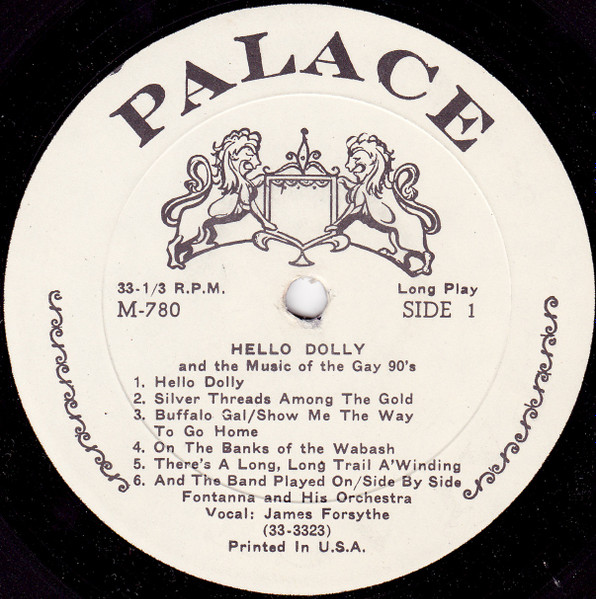 PALACE
33-1/3 R.P.M.
Long Play
M-780
SIDE 1
HELLO DOLLY
and the Music of the Gay 90's
1. Hello Dolly
2. Silver Threads Among The Gold
3. Buffalo Gal/Show Me The Way
To Go Home
4. On The Banks of the Wabash
5. There's A Long, Long Trail A'Winding
6. And The Band Played On/Side By Side
Fontanna and His Orchestra
Vocal: James Forsythe
(33-3323)
Printed In U.S.A.